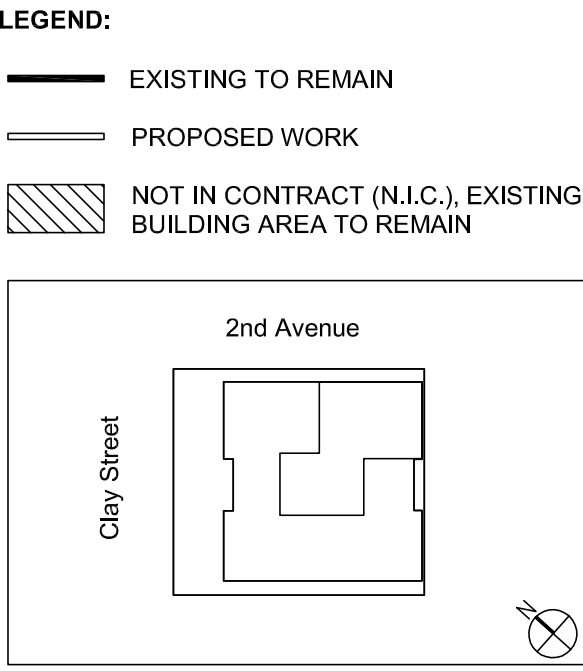 LEGEND:
EXISTING TO REMAIN
PROPOSED WORK
NOT IN CONTRACT (N.I.C.), EXISTING
BUILDING AREA TO REMAIN
2nd Avenue
Clay Street
N